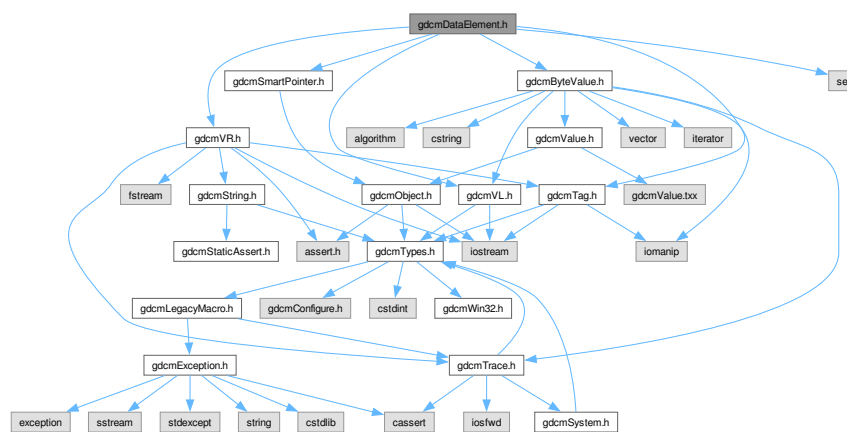 gdcmDataElement.h
gdcmSmartPointer.h
gdcmByteValue.h
se
gdcmVR.h
algorithm
cstring
gdcmValue.h
vector
iterator
fstream
gdcmString.h
gdcmObject.h
gdcmVL.h
gdcmTag.h
gdcmValue.txx
gdcmStaticAssert.h
assert.h
gdcmTypes.h
iostream
iomanip
gdcmLegacyMacro.h
gdcmConfigure.h
cstdint
gdcmWin32.h
gdcmException.h
gdcmTrace.h
exception
sstream
stdexcept
string
cstdlib
cassert
iosfwd
gdcmSystem.h